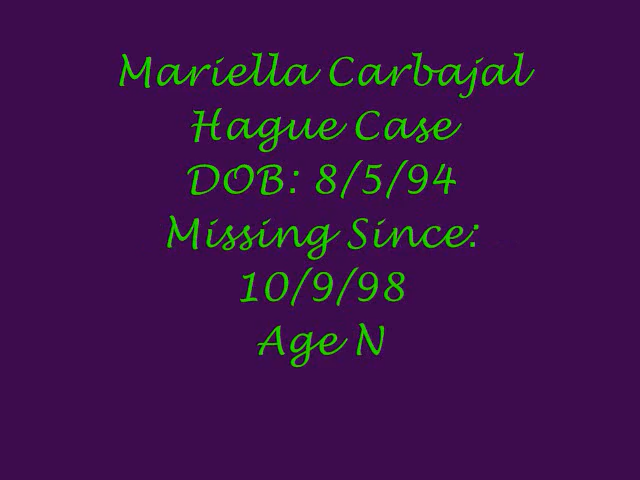 Mariella Carbajal
Hague Case
DOB: 8/5/94
Missing Since:
10/9/98
Age N